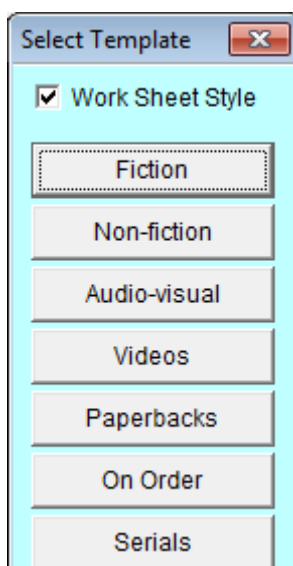 Select Template
Work Sheet Style
Fiction
Non-fiction
Audio-visual
Videos
Paperbacks
On Order
Serials